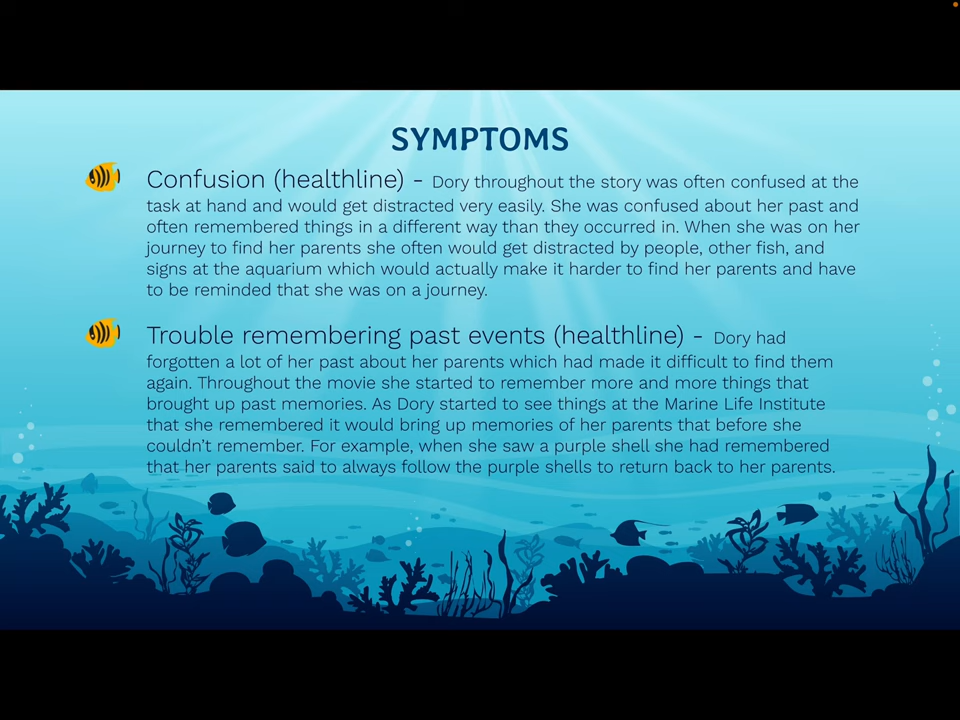 SYMPTOMS
Confusion (healthline) - Dory throughout the story was often confused at the
task at hand and would get distracted very easily. She was confused about her past and
often remembered things in a different way than they occurred in. When she was on her
journey to find her parents she often would get distracted by people, other fish, and
signs at the aquarium which would actually make it harder to find her parents and have
to be reminded that she was on a journey.
Trouble remembering past events (healthline) - Dory had
forgotten a lot of her past about her parents which had made it difficult to find them
again. Throughout the movie she started to remember more and more things that
brought up past memories. As Dory started to see things at the Marine Life Institute
that she remembered it would bring up memories of her parents that before she
couldn't remember. For example, when she saw a purple shell she had remembered
that her parents said to always follow the purple shells to return back to her parents.